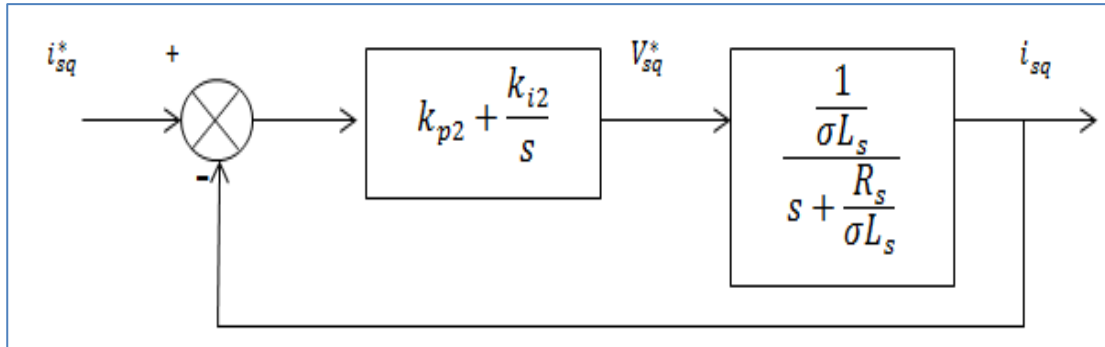 i*sq + V*sq isq
kp2 + ki2/s
1/σLs
s + Rs/σLs
-